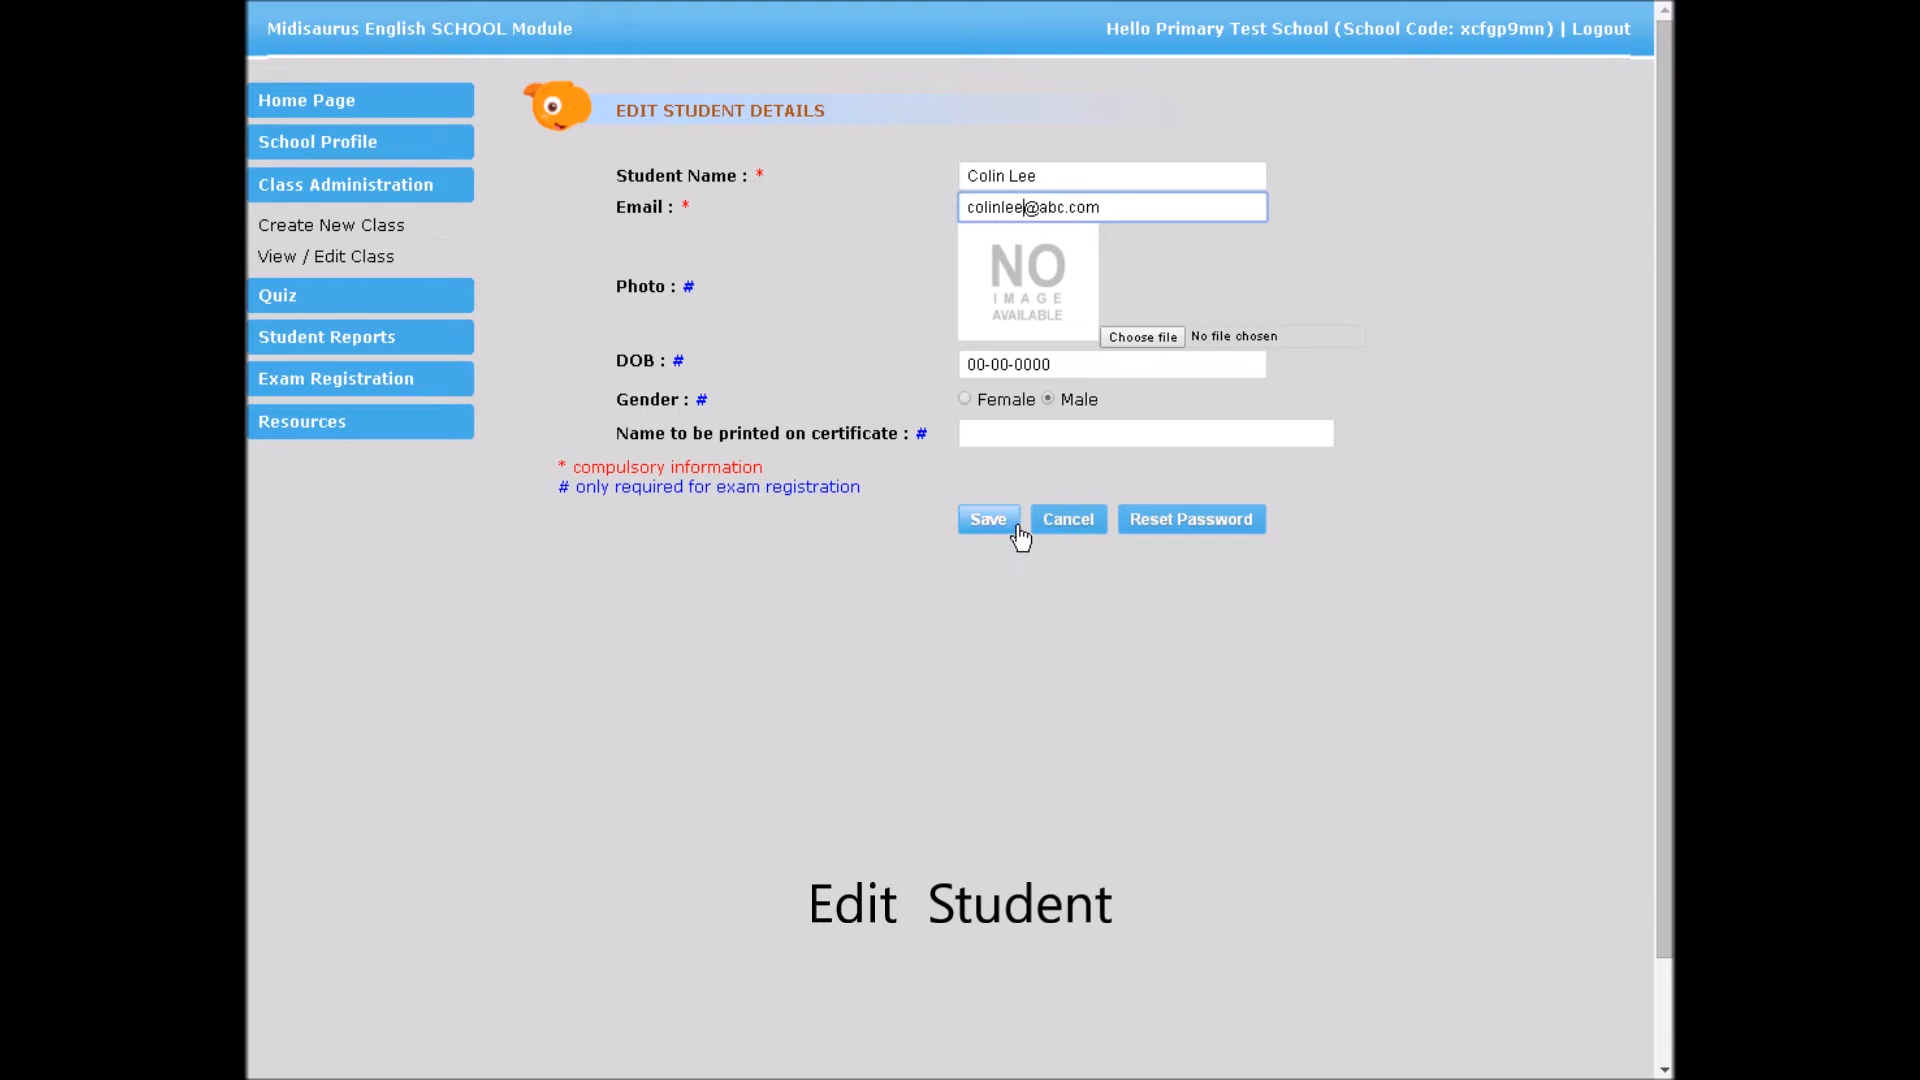 Midisaurus English SCHOOL Module
Hello Primary Test School (School Code: xcfgp9mn) | Logout
Home Page
School Profile
Class Administration
Create New Class
View / Edit Class
Quiz
Student Reports
Exam Registration
Resources
EDIT STUDENT DETAILS
Student Name : *
Colin Lee
Email : *
colinlee@abc.com
Photo : #
NO
IMAGE
AVAILABLE
Choose file No file chosen
DOB : #
00-00-0000
Gender : #
Female Male
Name to be printed on certificate : #
* compulsory information
# only required for exam registration
Save Cancel Reset Password
Edit Student